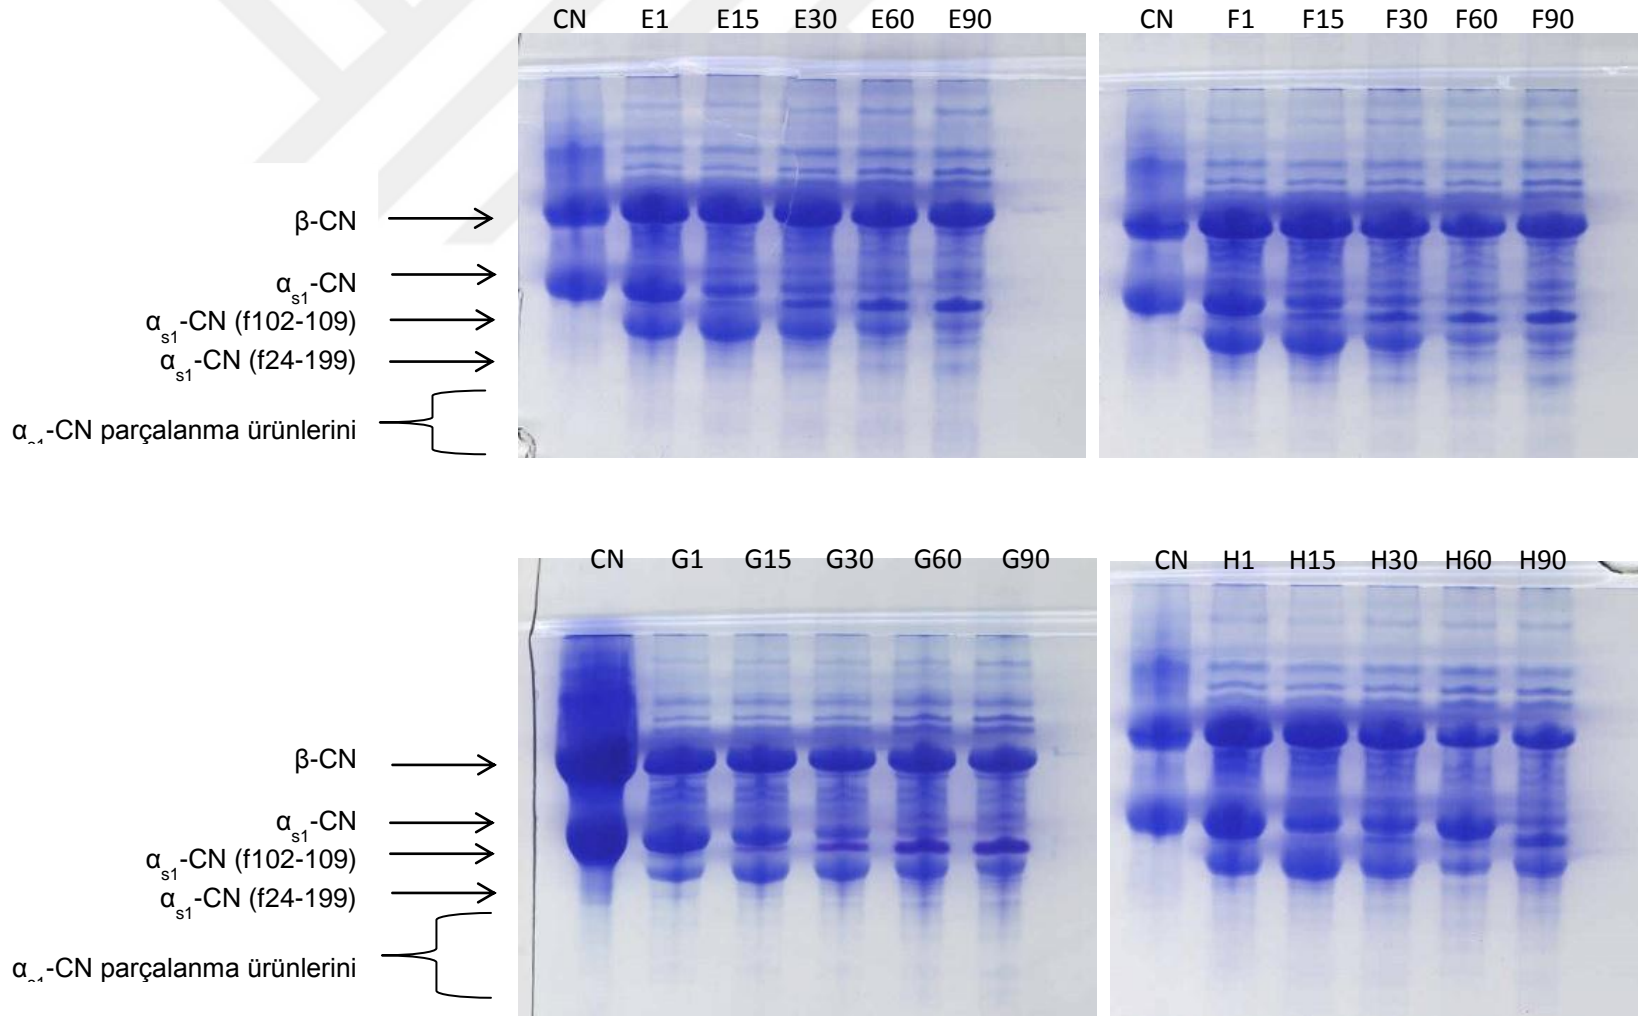 CN E1 E15 E30 E60 E90
CN F1 F15 F30 F60 F90
β-CN
αs1-CN
αs1-CN (f102-109)
αs1-CN (f24-199)
αs1-CN parçalanma ürünlerini
CN G1 G15 G30 G60 G90
CN H1 H15 H30 H60 H90
β-CN
αs1-CN
αs1-CN (f102-109)
αs1-CN (f24-199)
αs1-CN parçalanma ürünlerini